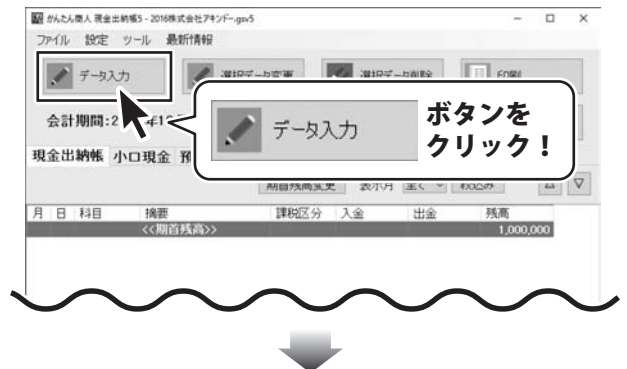 かんたん商人 現金出納帳5 - 2016株式会社アキンドー.gsv5
ファイル 設定 ツール 最新情報
データ入力 選択データ変更 選択データ削除 印刷
会計期間:2 年1
データ入力
ボタンを
クリック!
現金出納帳 小口現金 預
期首残高変更 表示月 全て 絞込み △ ▽
月 日 科目 摘要 課税区分 入金 出金 残高
<<期首残高>> 1,000,000